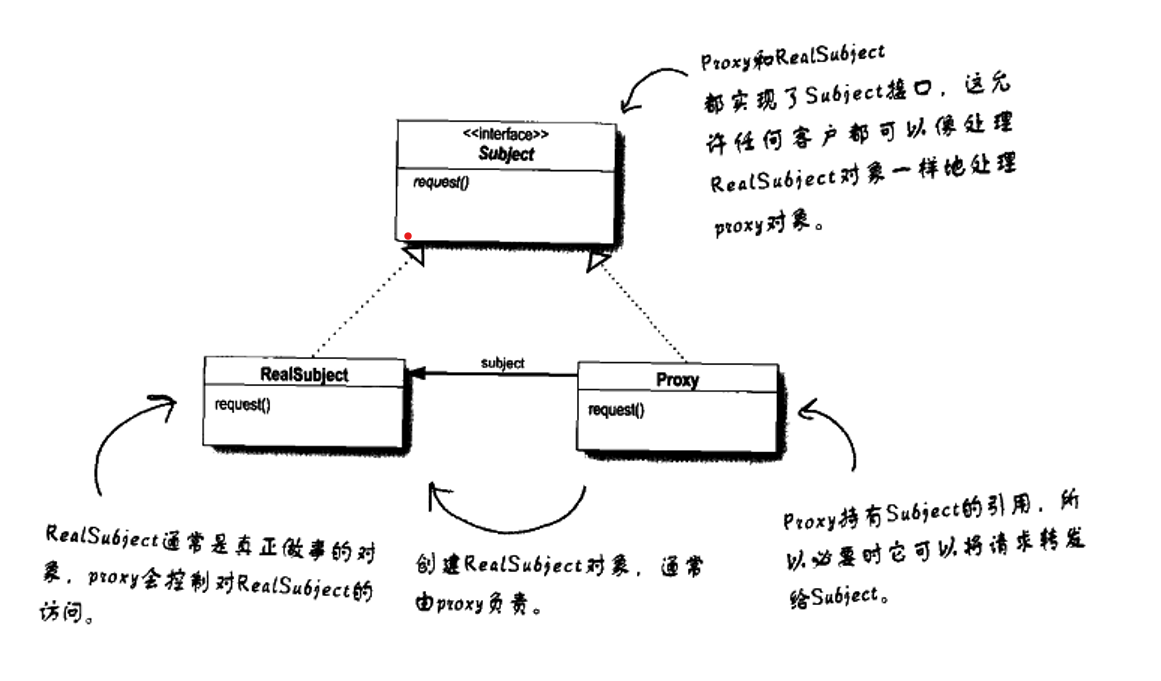 Proxy和RealSubject
都实现了Subject接口，这允
许任何客户都可以像处理
RealSubject对象一样地处理
proxy对象。
<<interface>>
Subject
request()
RealSubject
request()
subject
Proxy
request()
RealSubject通常是真正做事的对
象，proxy会控制对RealSubject的
访问。
创建RealSubject对象，通常
由proxy负责。
Proxy持有Subject的引用，所
以必要时它可以将请求转发
给Subject。